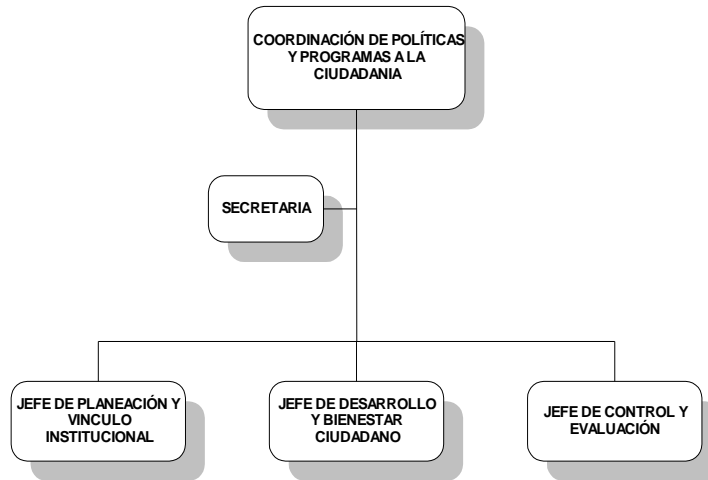 COORDINACIÓN DE POLÍTICAS
Y PROGRAMAS A LA
CIUDADANIA
SECRETARIA
JEFE DE PLANEACIÓN Y
VINCULO
INSTITUCIONAL
JEFE DE DESARROLLO
Y BIENESTAR
CIUDADANO
JEFE DE CONTROL Y
EVALUACIÓN